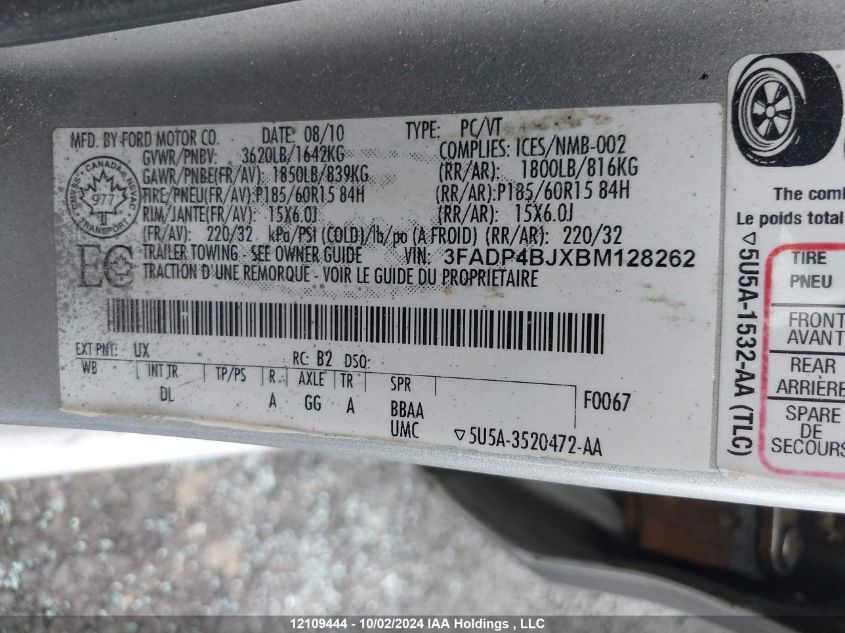 MFD. BY FORD MOTOR CO. DATE: 08/10 TYPE: PC/VT
GVWR/PNBV: 3620LB/1642KG COMPLIES: ICES/NMB-002
GAWR/PNBE(FR/AV): 1850LB/839KG (RR/AR): 1800LB/816KG
TIRE/PNEU(FR/AV):P185/60R15 84H (RR/AR):P185/60R15 84H
RIM/JANTE(FR/AV): 15X6.0J (RR/AR): 15X6.0J
(FR/AV): 220/32 kPa/PSI (COLD)/lb/po (A FROID) (RR/AR): 220/32
TRAILER TOWING - SEE OWNER GUIDE VIN: 3FADP4BJXBM128262
TRACTION D'UNE REMORQUE - VOIR LE GUIDE DU PROPRIETAIRE
CANADA
977
TRANSPORT
EC
EXT PNT: UX RC: B2 DSO:
WB INT TR TP/PS R AXLE TR SPR
DL A GG A BBAA F0067
UMC ▽5U5A-3520472-AA
▽5U5A-1532-AA (TLC)
The comb
Le poids total
TIRE
PNEU
FRONT
AVANT
REAR
ARRIÈRE
SPARE
DE
SECOURS
12109444 - 10/02/2024 IAA Holdings , LLC